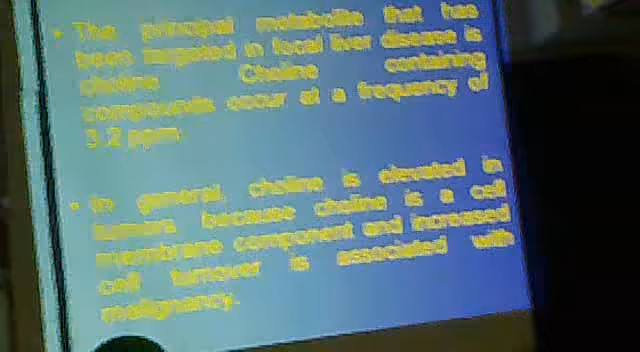 • The principal metabolite that has
been targeted in focal liver disease is
choline Choline containing
compounds occur at a frequency of
3.2 ppm
• In general, choline is elevated in
tumors because choline is a cell
membrane component and increased
cell turnover is associated with
malignancy.